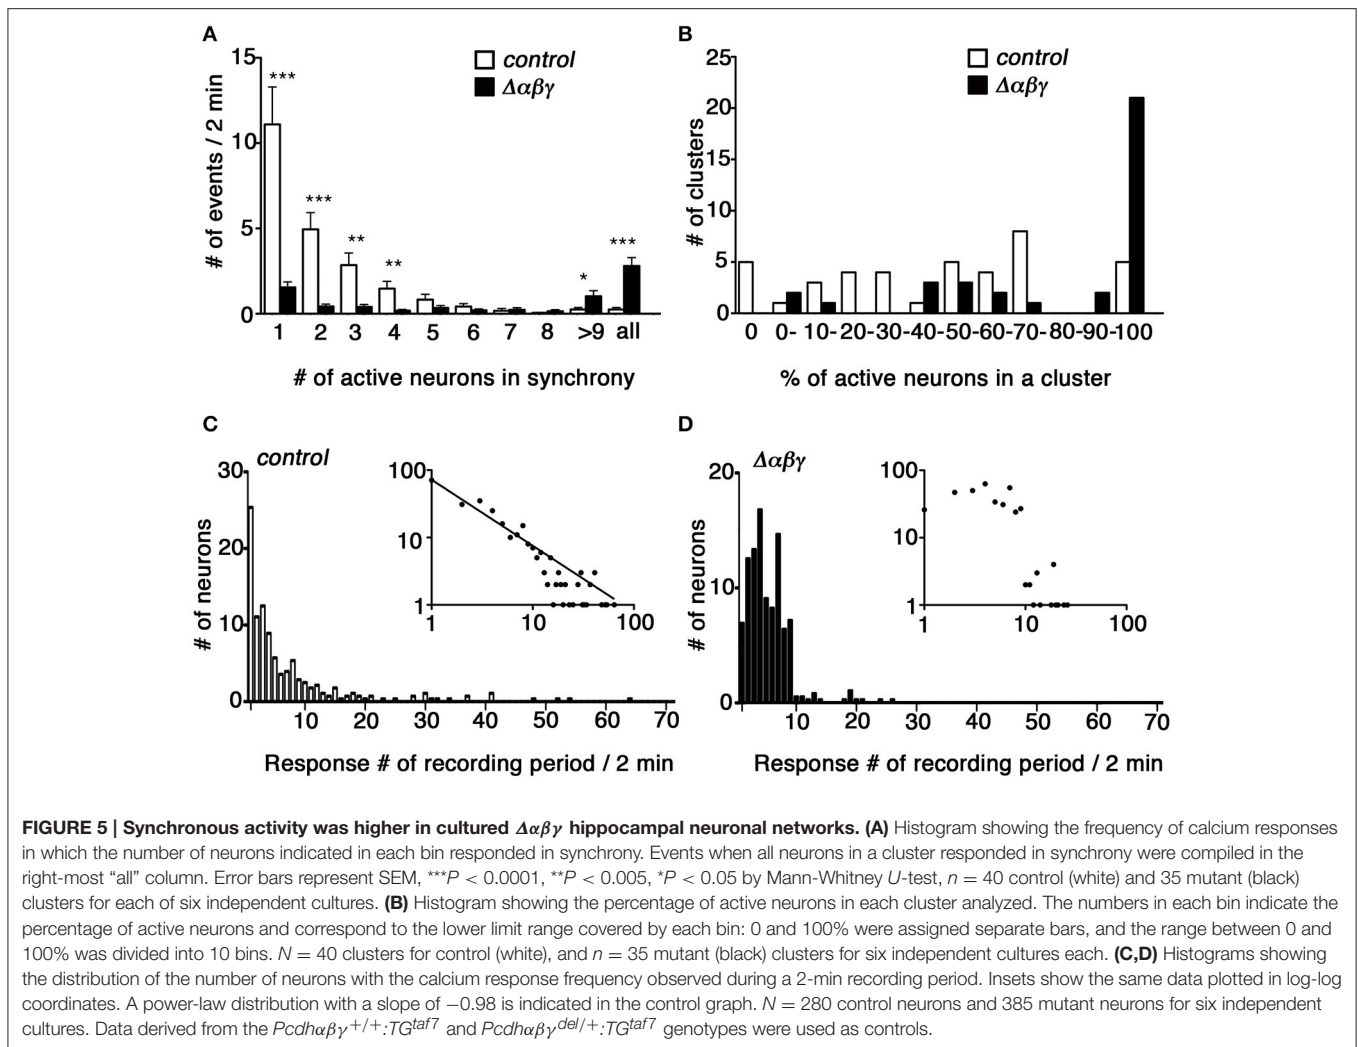 A
15
10
5
0
# of events / 2 min
control
Δαβγ
***
***
**
**
*
***
1 2 3 4 5 6 7 8 >9 all
# of active neurons in synchrony
B
25
20
15
10
5
0
# of clusters
control
Δαβγ
0 0- 10- 20- 30- 40- 50- 60- 70- 80- 90- 100
% of active neurons in a cluster
C
control
30
20
10
0
# of neurons
100
10
1
1 10 100
10 20 30 40 50 60 70
Response # of recording period / 2 min
D
Δαβγ
20
10
0
# of neurons
100
10
1
1 10 100
10 20 30 40 50 60 70
Response # of recording period / 2 min
FIGURE 5 | Synchronous activity was higher in cultured Δαβγ hippocampal neuronal networks. (A) Histogram showing the frequency of calcium responses
in which the number of neurons indicated in each bin responded in synchrony. Events when all neurons in a cluster responded in synchrony were compiled in the
right-most “all” column. Error bars represent SEM, ***P < 0.0001, **P < 0.005, *P < 0.05 by Mann-Whitney U-test, n = 40 control (white) and 35 mutant (black)
clusters for each of six independent cultures. (B) Histogram showing the percentage of active neurons in each cluster analyzed. The numbers in each bin indicate the
percentage of active neurons and correspond to the lower limit range covered by each bin: 0 and 100% were assigned separate bars, and the range between 0 and
100% was divided into 10 bins. N = 40 clusters for control (white), and n = 35 mutant (black) clusters for six independent cultures each. (C,D) Histograms showing
the distribution of the number of neurons with the calcium response frequency observed during a 2-min recording period. Insets show the same data plotted in log-log
coordinates. A power-law distribution with a slope of −0.98 is indicated in the control graph. N = 280 control neurons and 385 mutant neurons for six independent
cultures. Data derived from the Pcdhαβγ+/+:TGtaf7 and Pcdhαβγdel/+:TGtaf7 genotypes were used as controls.